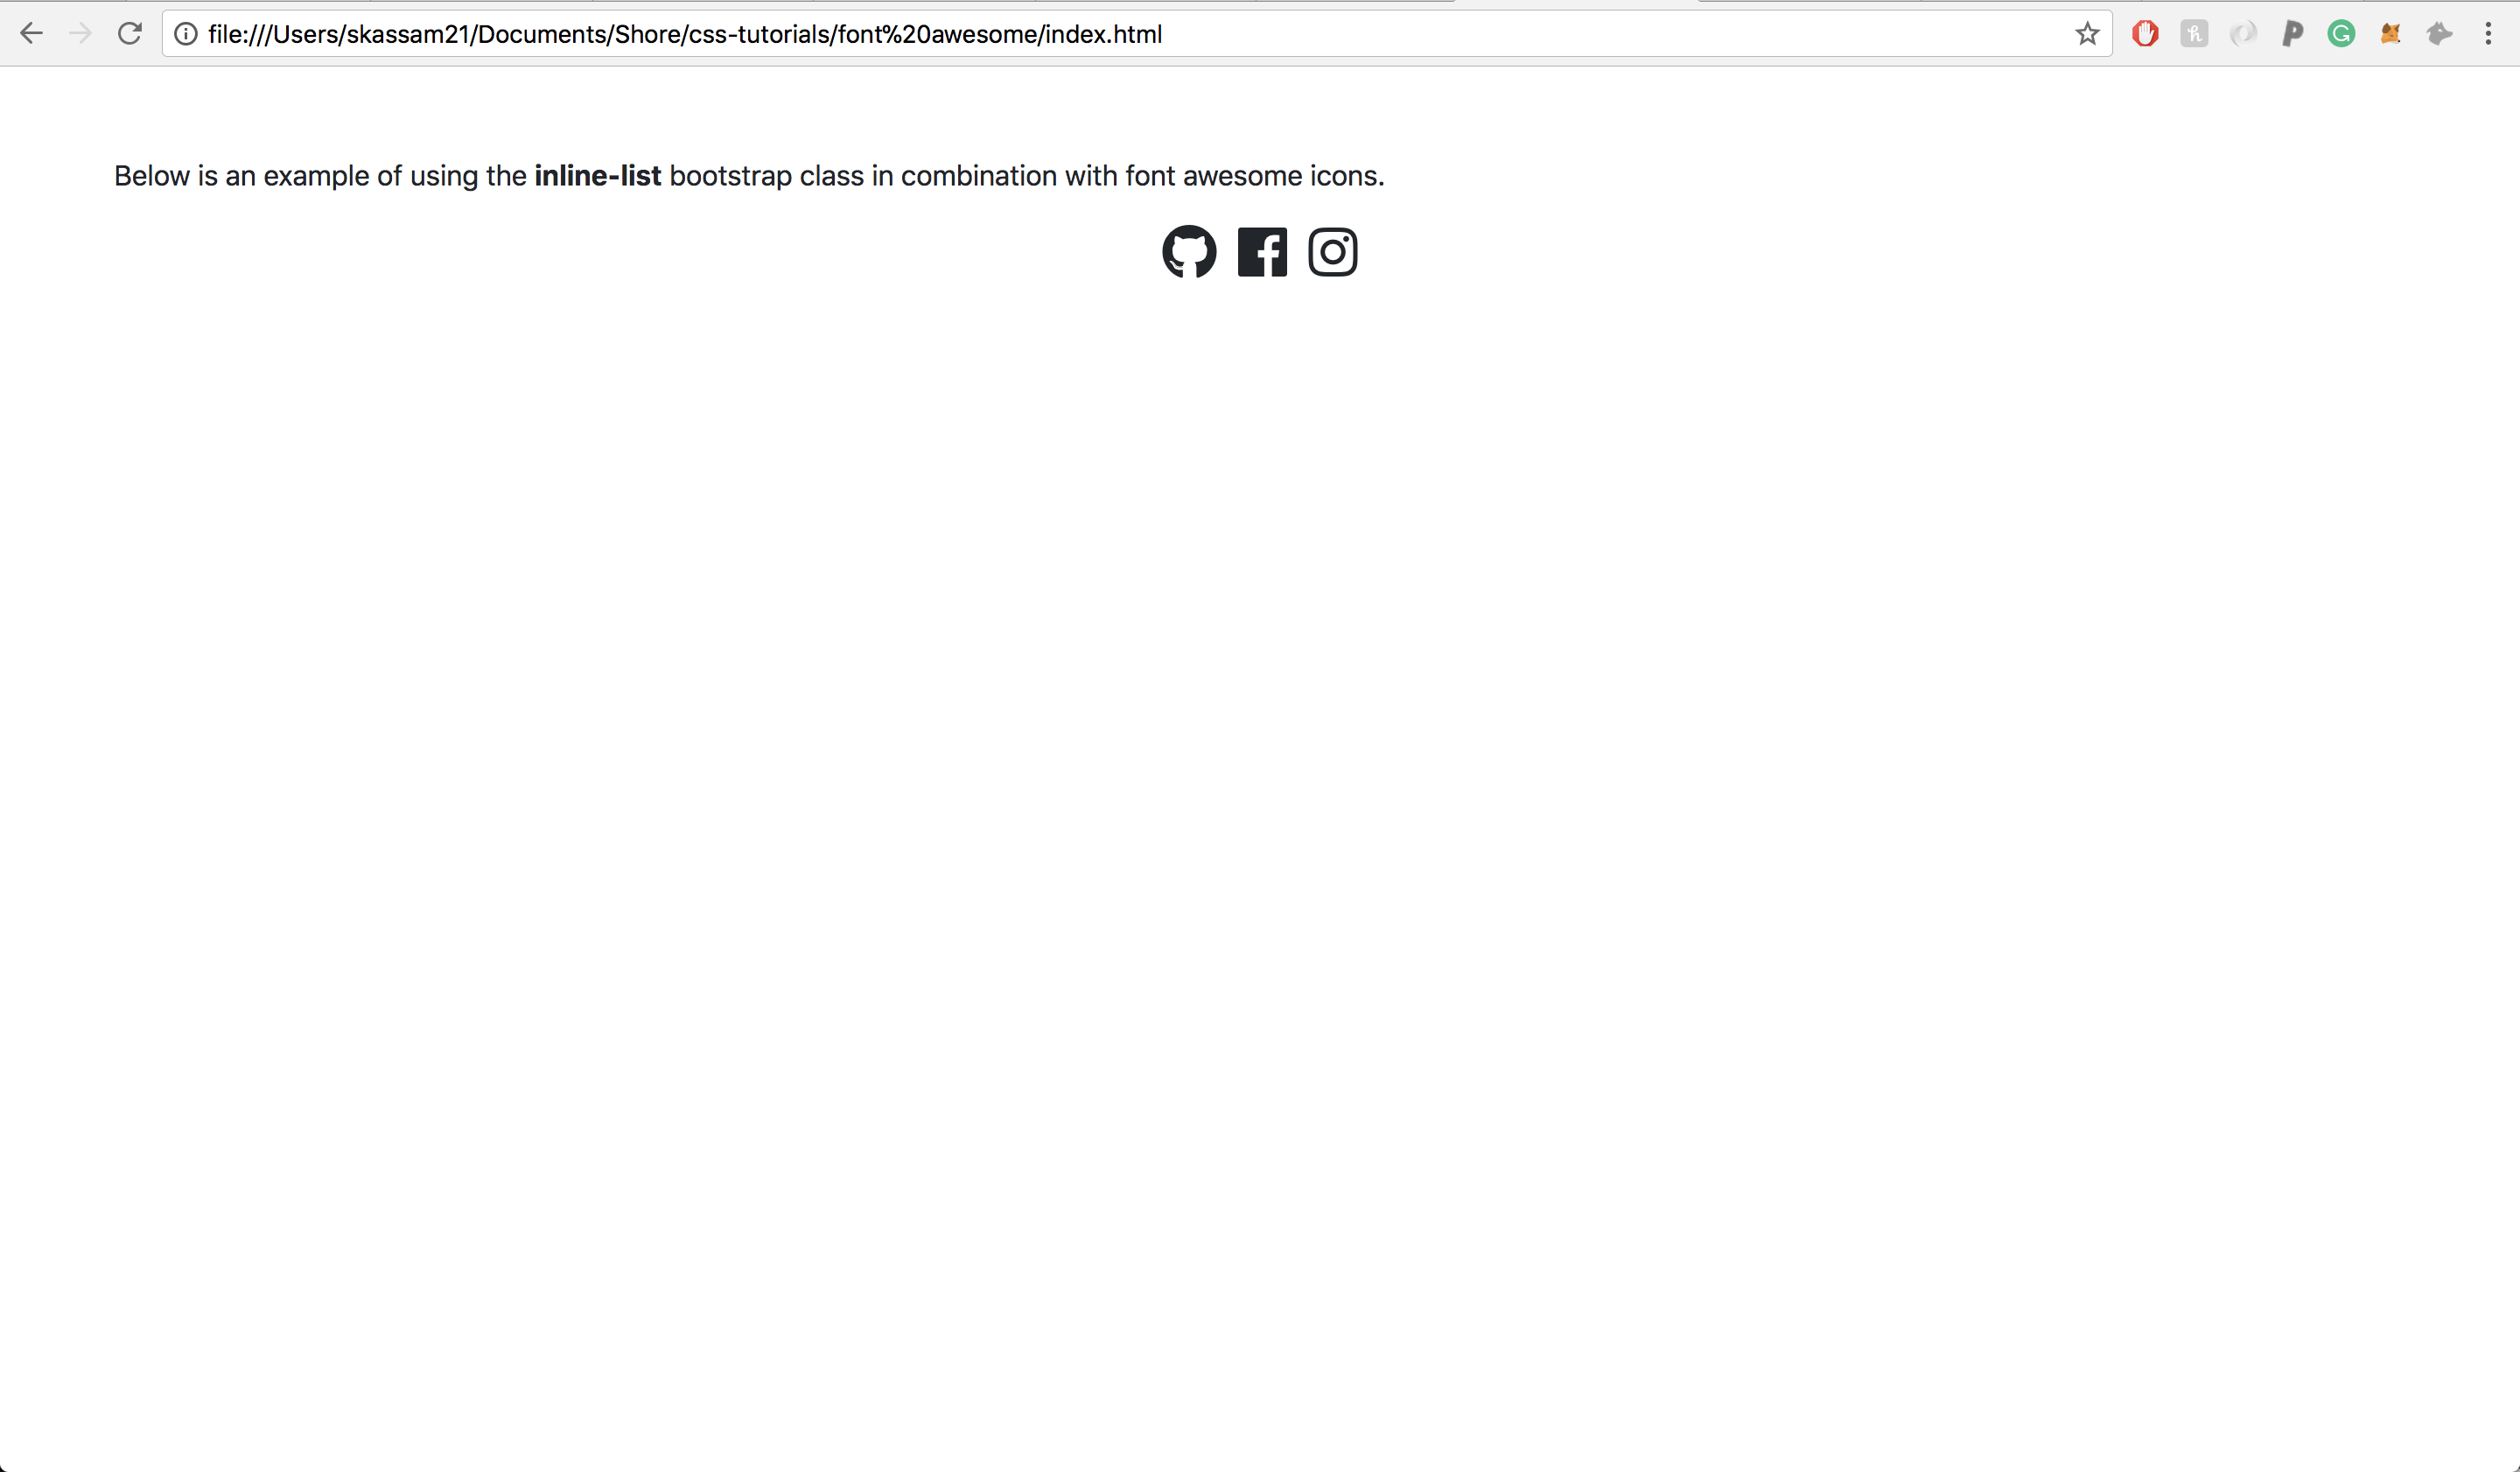 file:///Users/skassam21/Documents/Shore/css-tutorials/font%20awesome/index.html
Below is an example of using the inline-list bootstrap class in combination with font awesome icons.